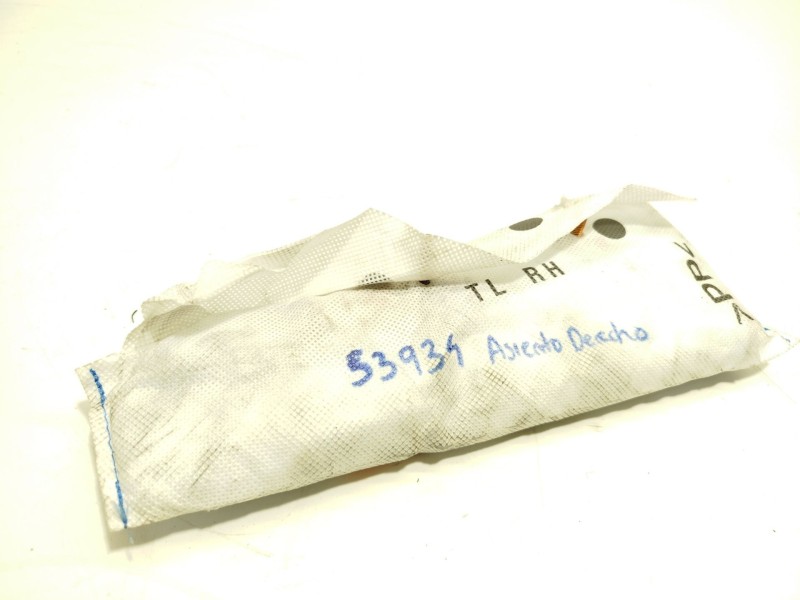 TL RH
53934 Asiento Derecho